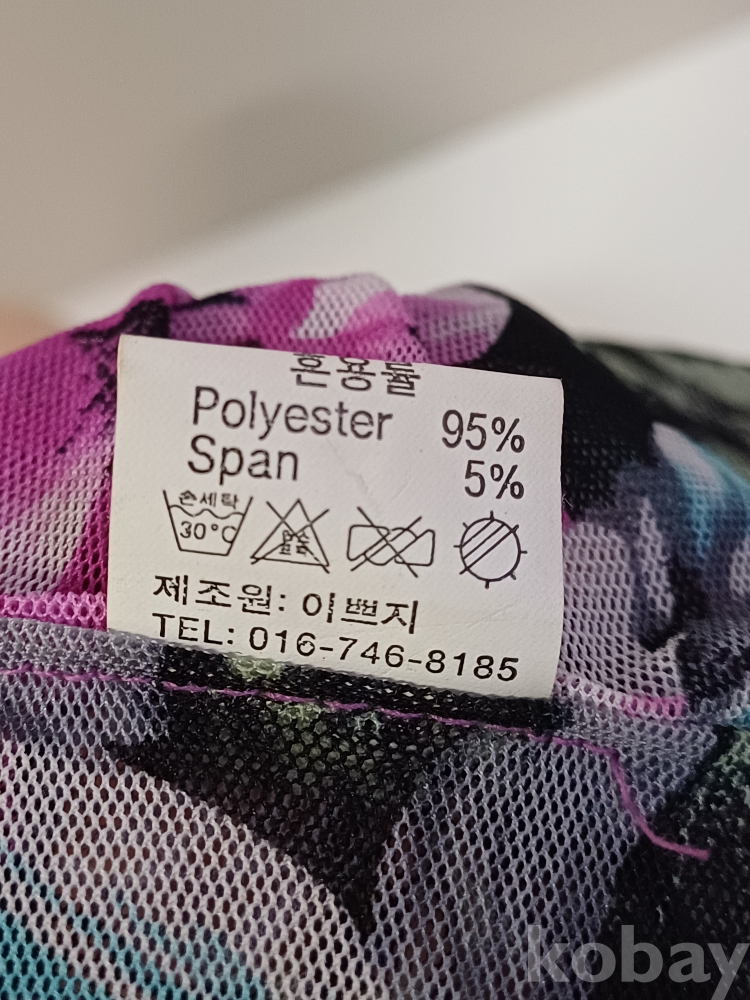 혼용률
Polyester 95%
Span 5%
손세탁
30°C
제조원: 이쁘지
TEL: 016-746-8185
kobay